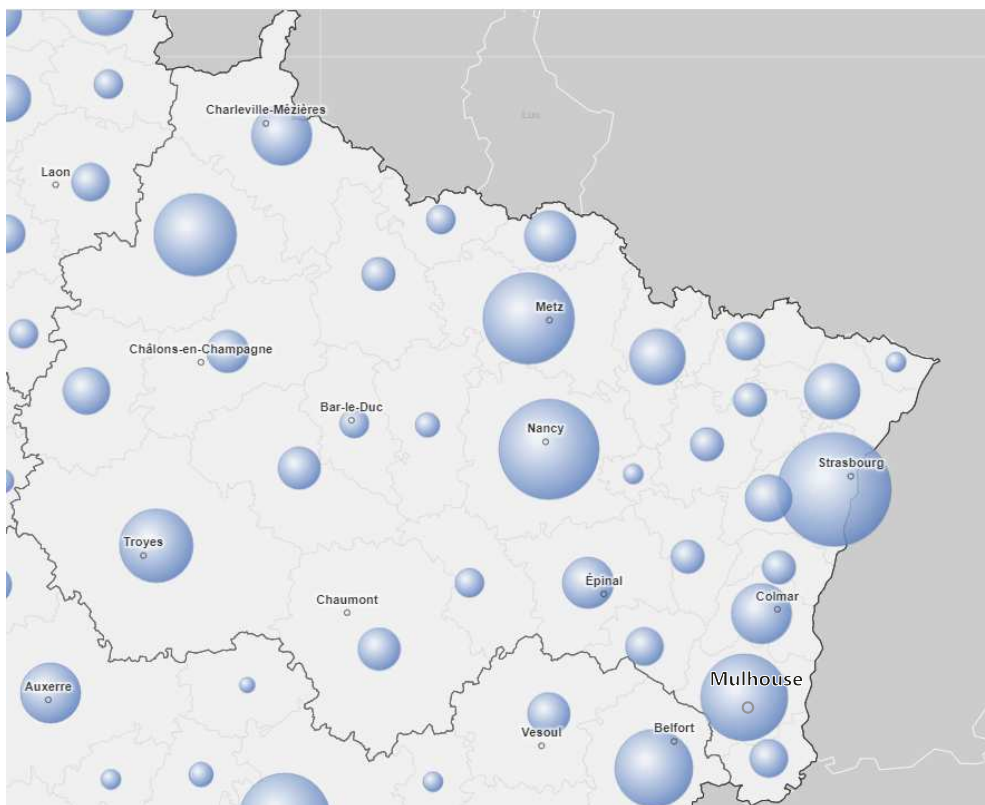 Luc.
Charleville-Mézières
Laon
Metz
Châlons-en-Champagne
Bar-le-Duc
Nancy
Strasbourg
Troyes
Épinal
Chaumont
Colmar
Mulhouse
Auxerre
Belfort
Vesoul